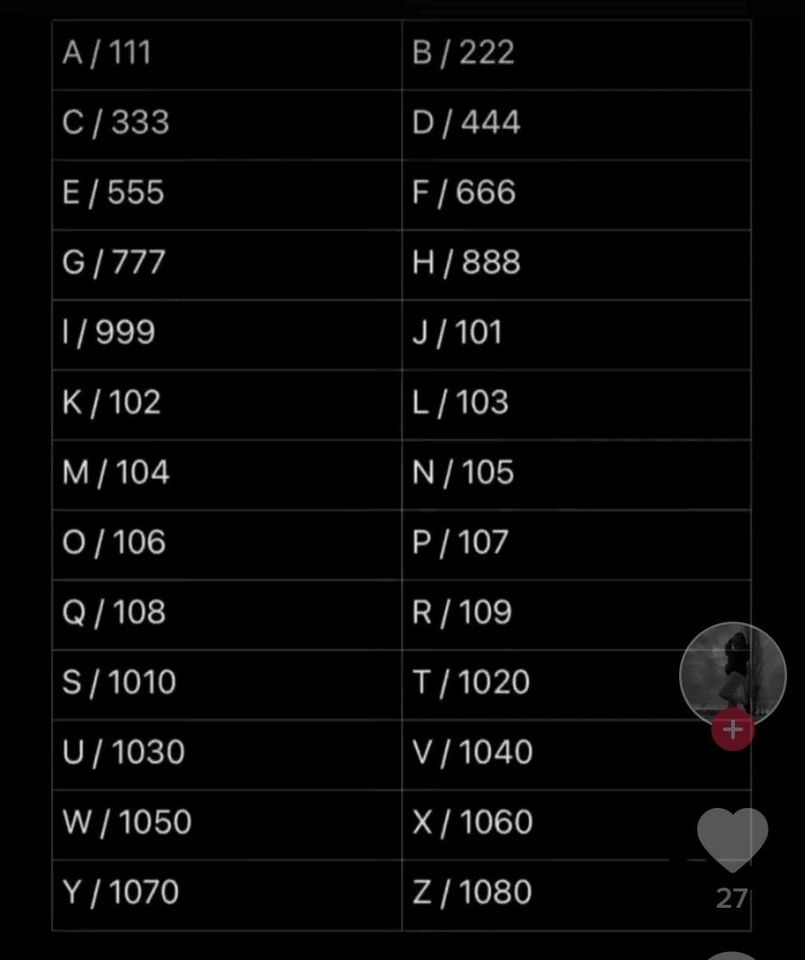 A / 111
B / 222
C / 333
D / 444
E / 555
F / 666
G / 777
H / 888
I / 999
J / 101
K / 102
L / 103
M / 104
N / 105
O / 106
P / 107
Q / 108
R / 109
S / 1010
T / 1020
U / 1030
V / 1040
W / 1050
X / 1060
Y / 1070
Z / 1080
27